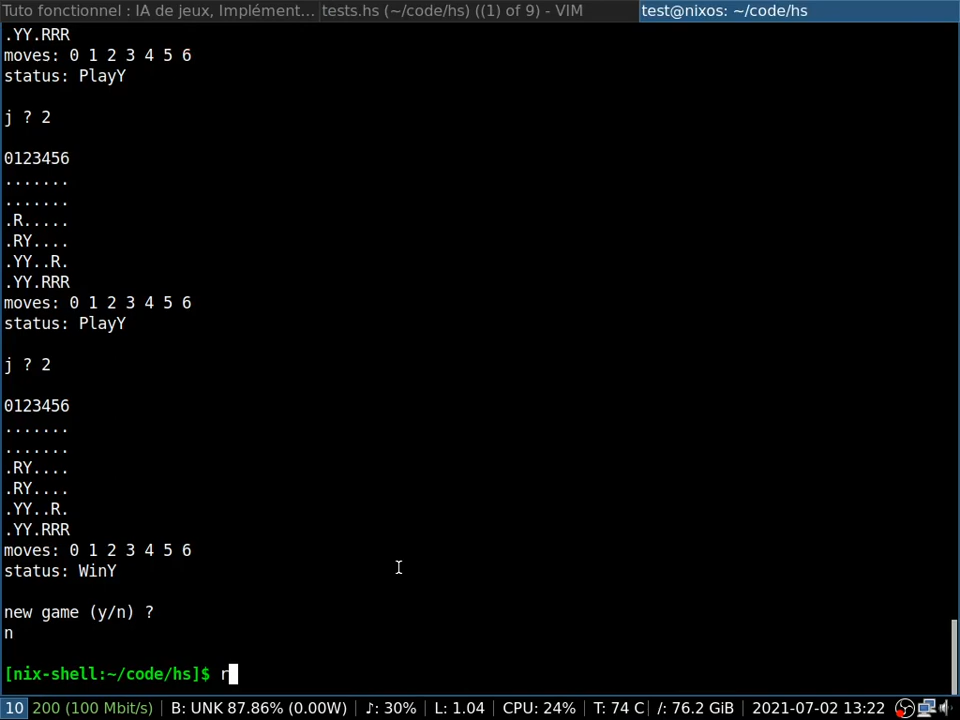 Tuto fonctionnel : IA de jeux, Implément... tests.hs (~/code/hs) ((1) of 9) - VIM test@nixos: ~/code/hs
.YY.RRR
moves: 0 1 2 3 4 5 6
status: PlayY
j ? 2
0123456
.......
.......
.R.....
.RY....
.YY..R.
.YY.RRR
moves: 0 1 2 3 4 5 6
status: PlayY
j ? 2
0123456
.......
.......
.RY....
.RY....
.YY..R.
.YY.RRR
moves: 0 1 2 3 4 5 6
status: WinY
new game (y/n) ?
n
[nix-shell:~/code/hs]$ r
10 200 (100 Mbit/s) B: UNK 87.86% (0.00W) ♪: 30% L: 1.04 CPU: 24% T: 74 C /: 76.2 GiB 2021-07-02 13:22